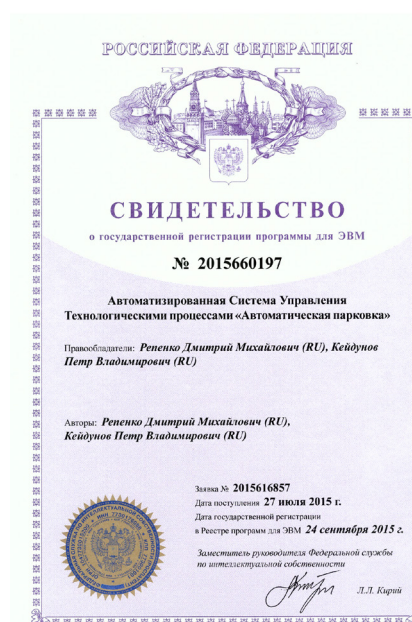 РОССИЙСКАЯ ФЕДЕРАЦИЯ
СВИДЕТЕЛЬСТВО
о государственной регистрации программы для ЭВМ
№ 2015660197
Автоматизированная Система Управления
Технологическими процессами «Автоматическая парковка»
Правообладатели: Репенко Дмитрий Михайлович (RU), Кейдунов
Петр Владимирович (RU)
Авторы: Репенко Дмитрий Михайлович (RU),
Кейдунов Петр Владимирович (RU)
Заявка № 2015616857
Дата поступления 27 июля 2015 г.
Дата государственной регистрации
в Реестре программ для ЭВМ 24 сентября 2015 г.
Заместитель руководителя Федеральной службы
по интеллектуальной собственности
Л.Л. Кирий